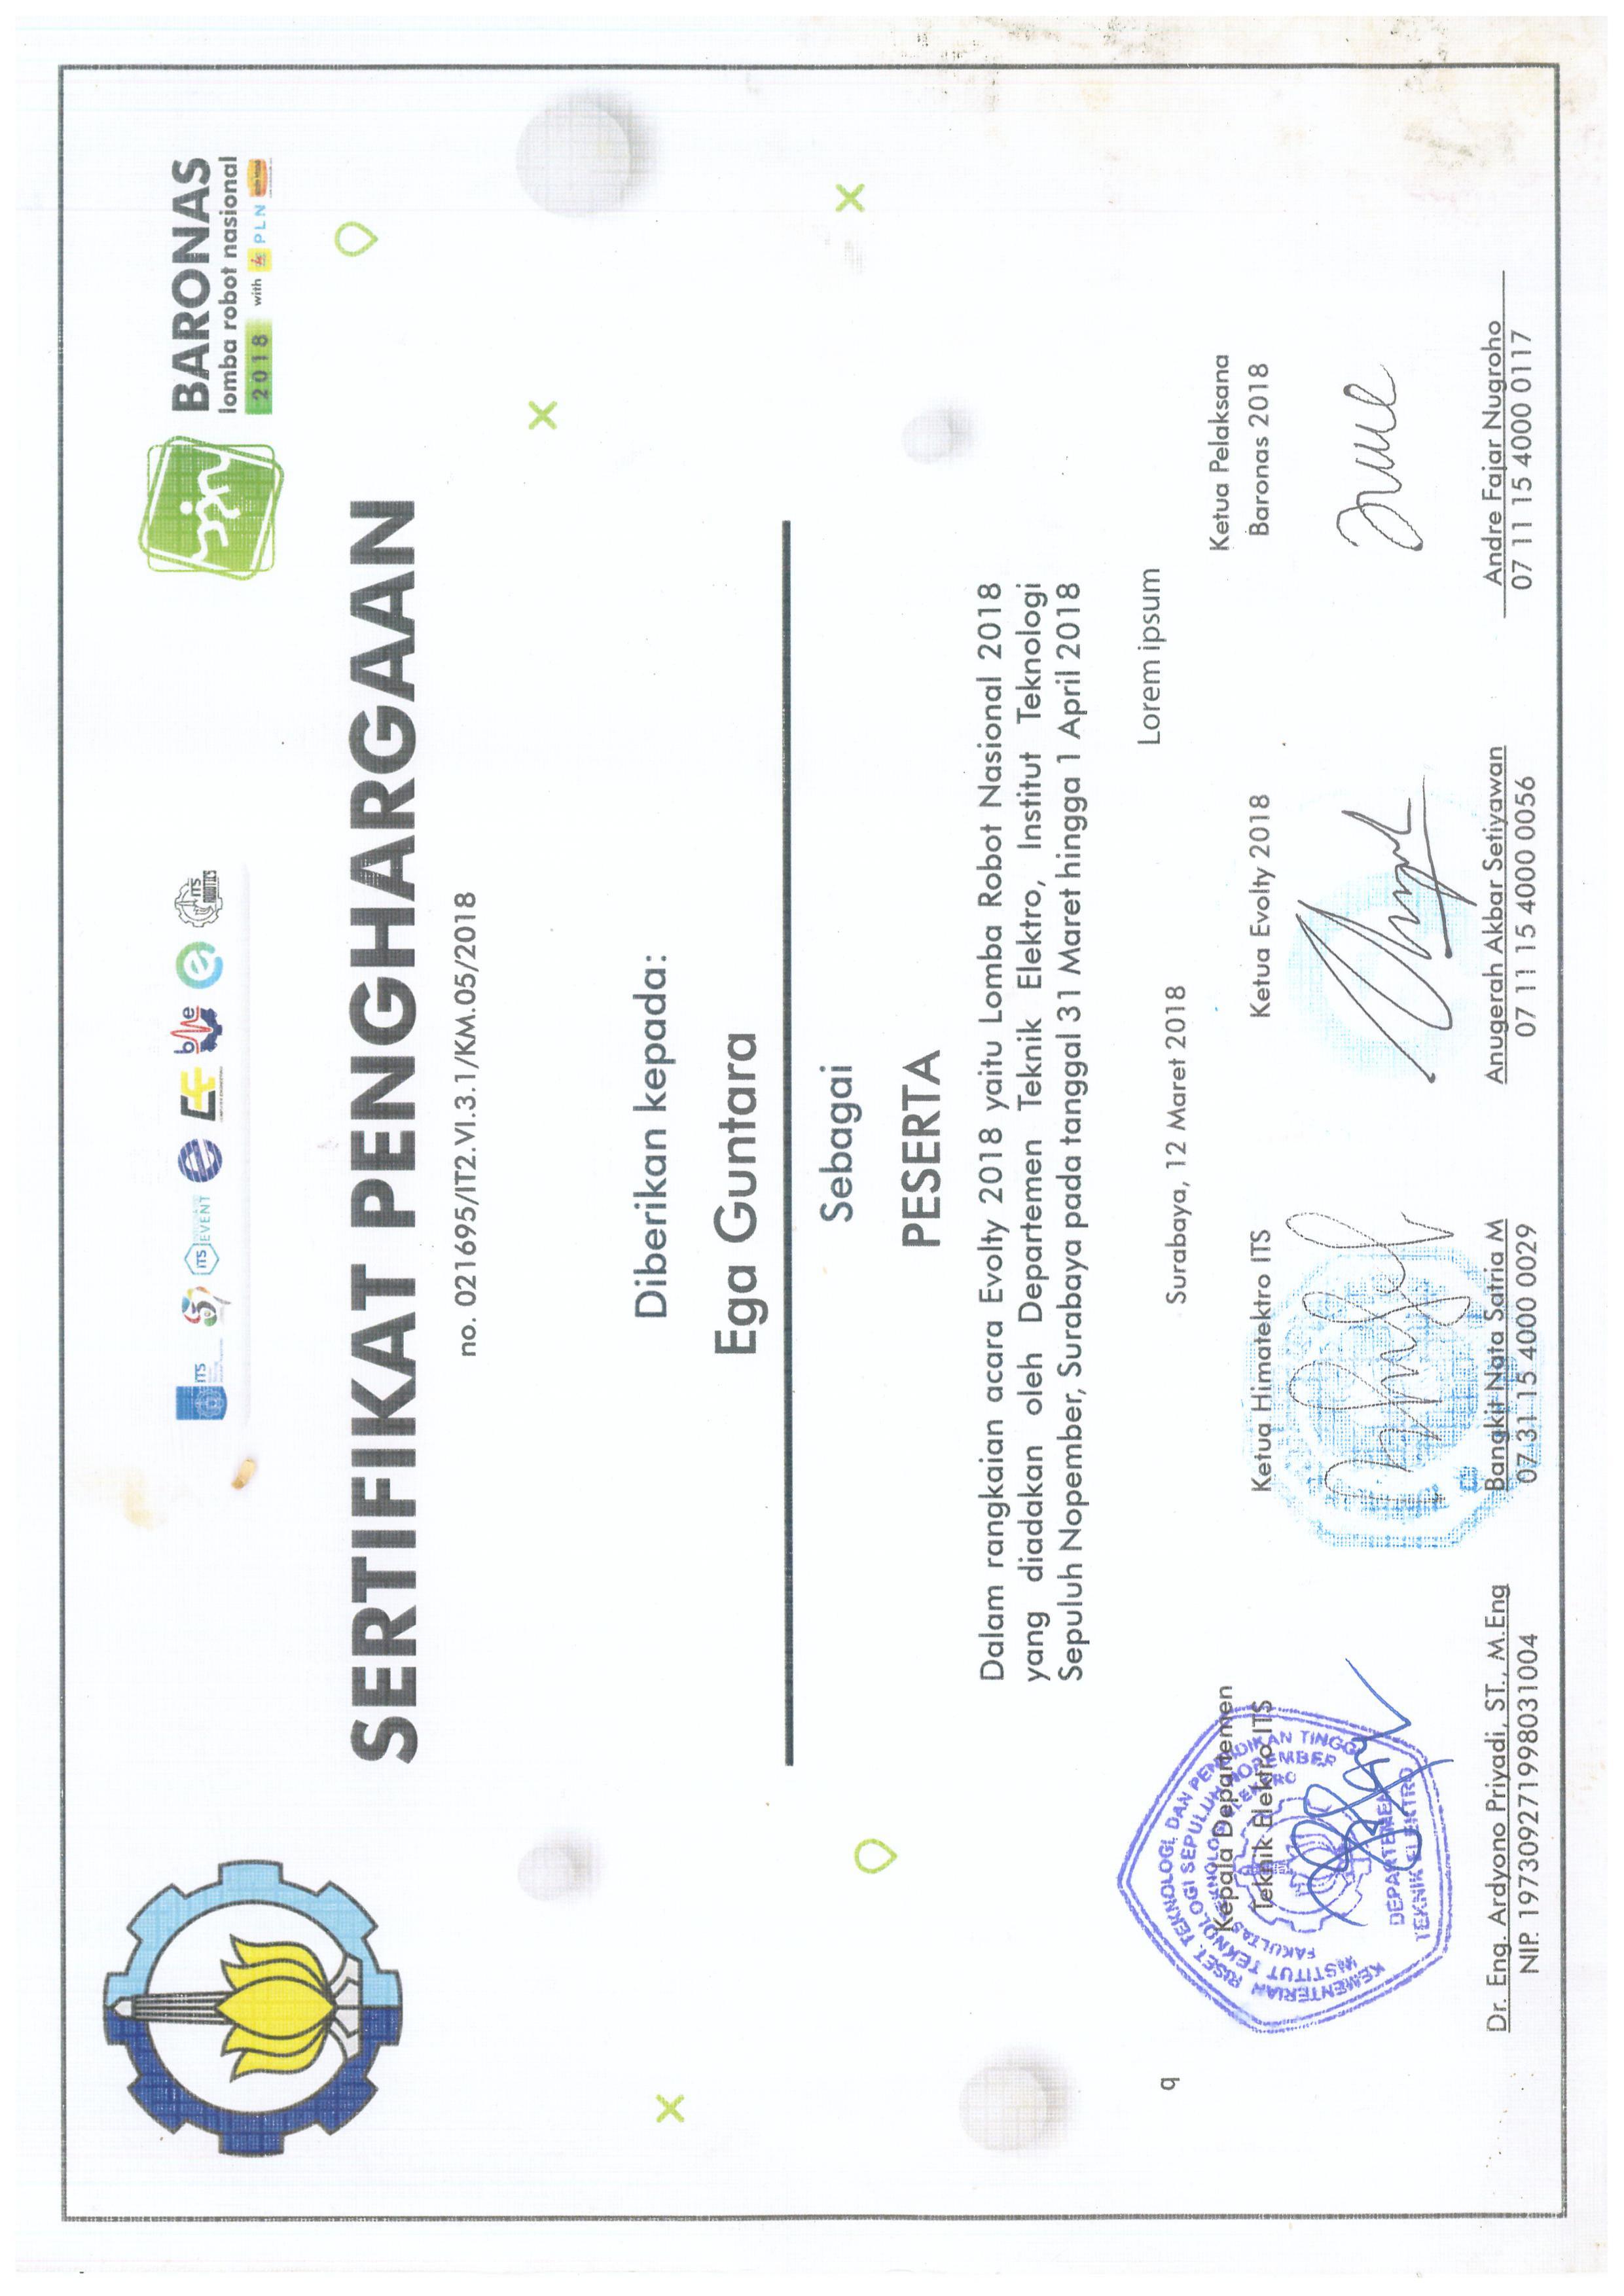 BARONAS
lomba robot nasional
2018 with PLN
ITS
ITS EVENT
ITS ROBOTICS
SERTIFIKAT PENGHARGAAN
no. 021695/IT2.VI.3.1/KM.05/2018
Diberikan kepada:
Ega Guntara
Sebagai
PESERTA
Dalam rangkaian acara Evolty 2018 yaitu Lomba Robot Nasional 2018
yang diadakan oleh Departemen Teknik Elektro, Institut Teknologi
Sepuluh Nopember, Surabaya pada tanggal 31 Maret hingga 1 April 2018
Lorem ipsum
q
Surabaya, 12 Maret 2018
Kepala Departemen
Teknik Elektro ITS
KEMENTERIAN RISET, TEKNOLOGI, DAN PENDIDIKAN TINGGI
INSTITUT TEKNOLOGI SEPULUH NOPEMBER
FAKULTAS TEKNOLOGI ELEKTRO
DEPARTEMEN
TEKNIK ELEKTRO
Dr. Eng. Ardyono Priyadi, ST., M.Eng
NIP. 197309271998031004
Ketua Himatektro ITS
Bangkit Nata Satria M
07 31 15 4000 0029
Ketua Evolty 2018
Anugerah Akbar Setiyawan
07 11 15 4000 0056
Ketua Pelaksana
Baronas 2018
Andre Fajar Nugroho
07 11 15 4000 0117